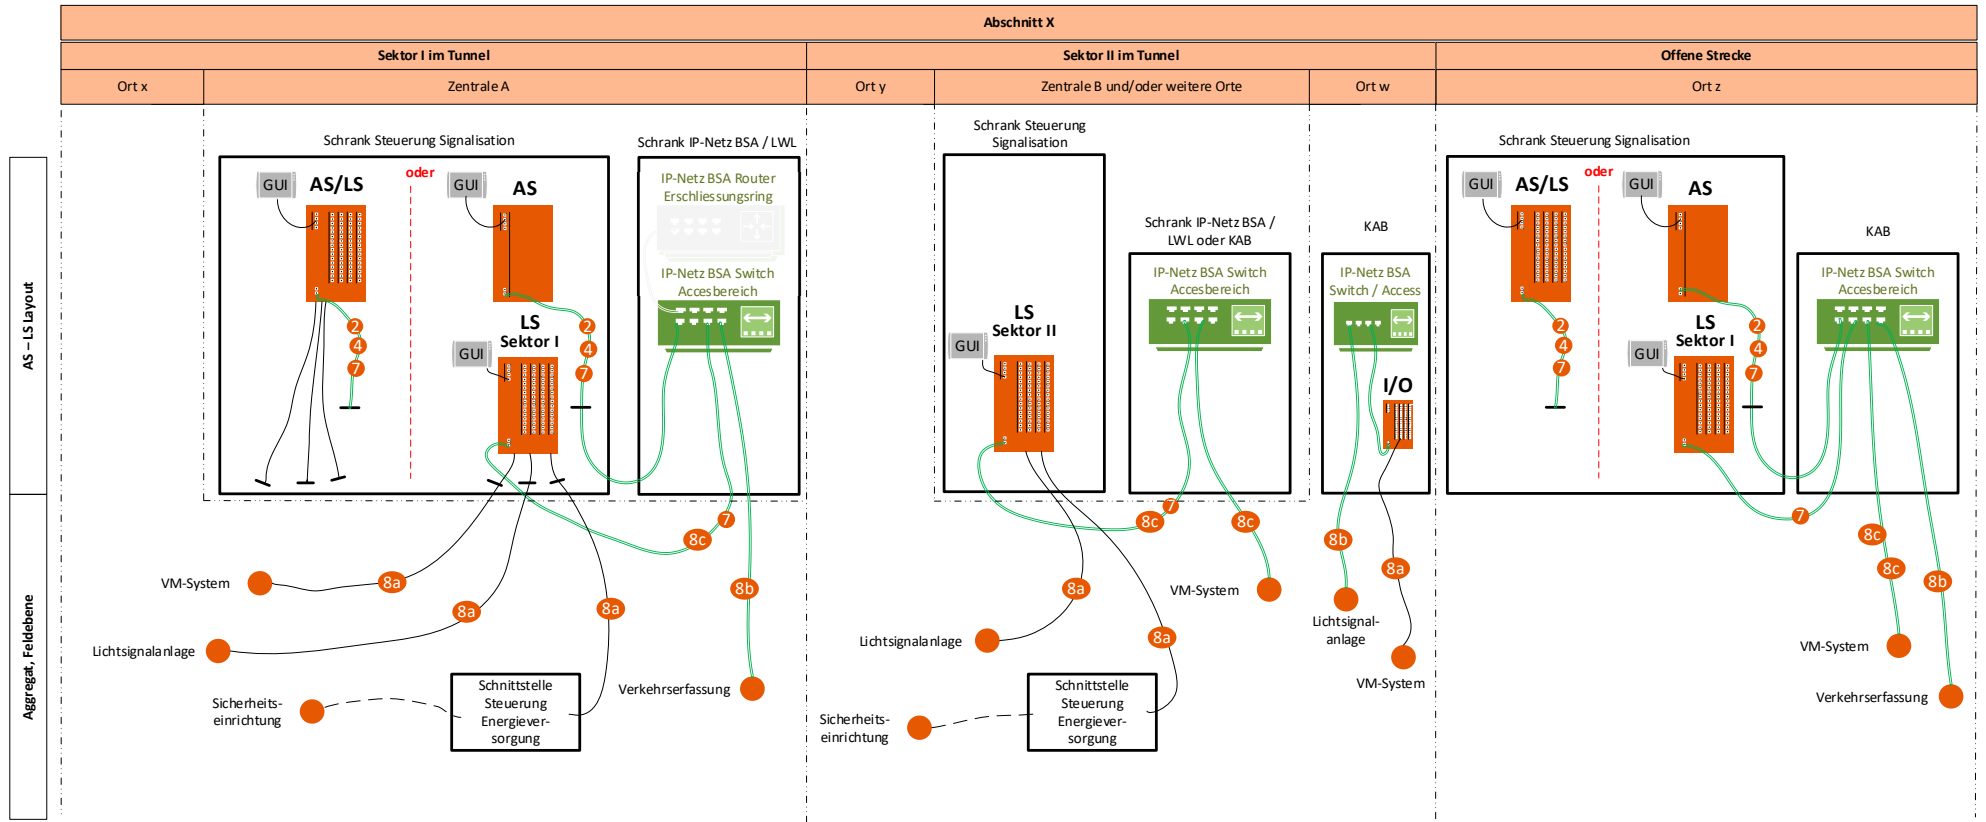 Abschnitt X
Sektor I im Tunnel
Sektor II im Tunnel
Offene Strecke
Ort x
Zentrale A
Ort y
Zentrale B und/oder weitere Orte
Ort w
Ort z
AS – LS layout
Aggregat, Feldebene
Schrank Steuerung Signalisation
GUI
AS/LS
oder
GUI
AS
2
4
7
2
4
7
LS
Sektor I
GUI
Schrank IP-Netz BSA / LWL
IP-Netz BSA Router
Erschliessungsring
IP-Netz BSA Switch
Accesbereich
7
8c
8b
8a
8a
8a
VM-System
Lichtsignalanlage
Sicherheits-
einrichtung
Schnittstelle
Steuerung
Energiever-
sorgung
Verkehrserfassung
Schrank Steuerung
Signalisation
LS
Sektor II
GUI
Schrank IP-Netz BSA /
LWL oder KAB
IP-Netz BSA Switch
Accesbereich
7
8c
8c
8a
8a
VM-System
Lichtsignalanlage
Sicherheits-
einrichtung
Schnittstelle
Steuerung
Energiever-
sorgung
KAB
IP-Netz BSA
Switch / Access
I/O
8b
8a
Lichtsignal-
anlage
VM-System
Schrank Steuerung Signalisation
GUI
AS/LS
oder
GUI
AS
2
4
7
2
4
7
LS
Sektor I
GUI
KAB
IP-Netz BSA Switch
Accesbereich
7
8c
8c
8b
VM-System
Verkehrserfassung